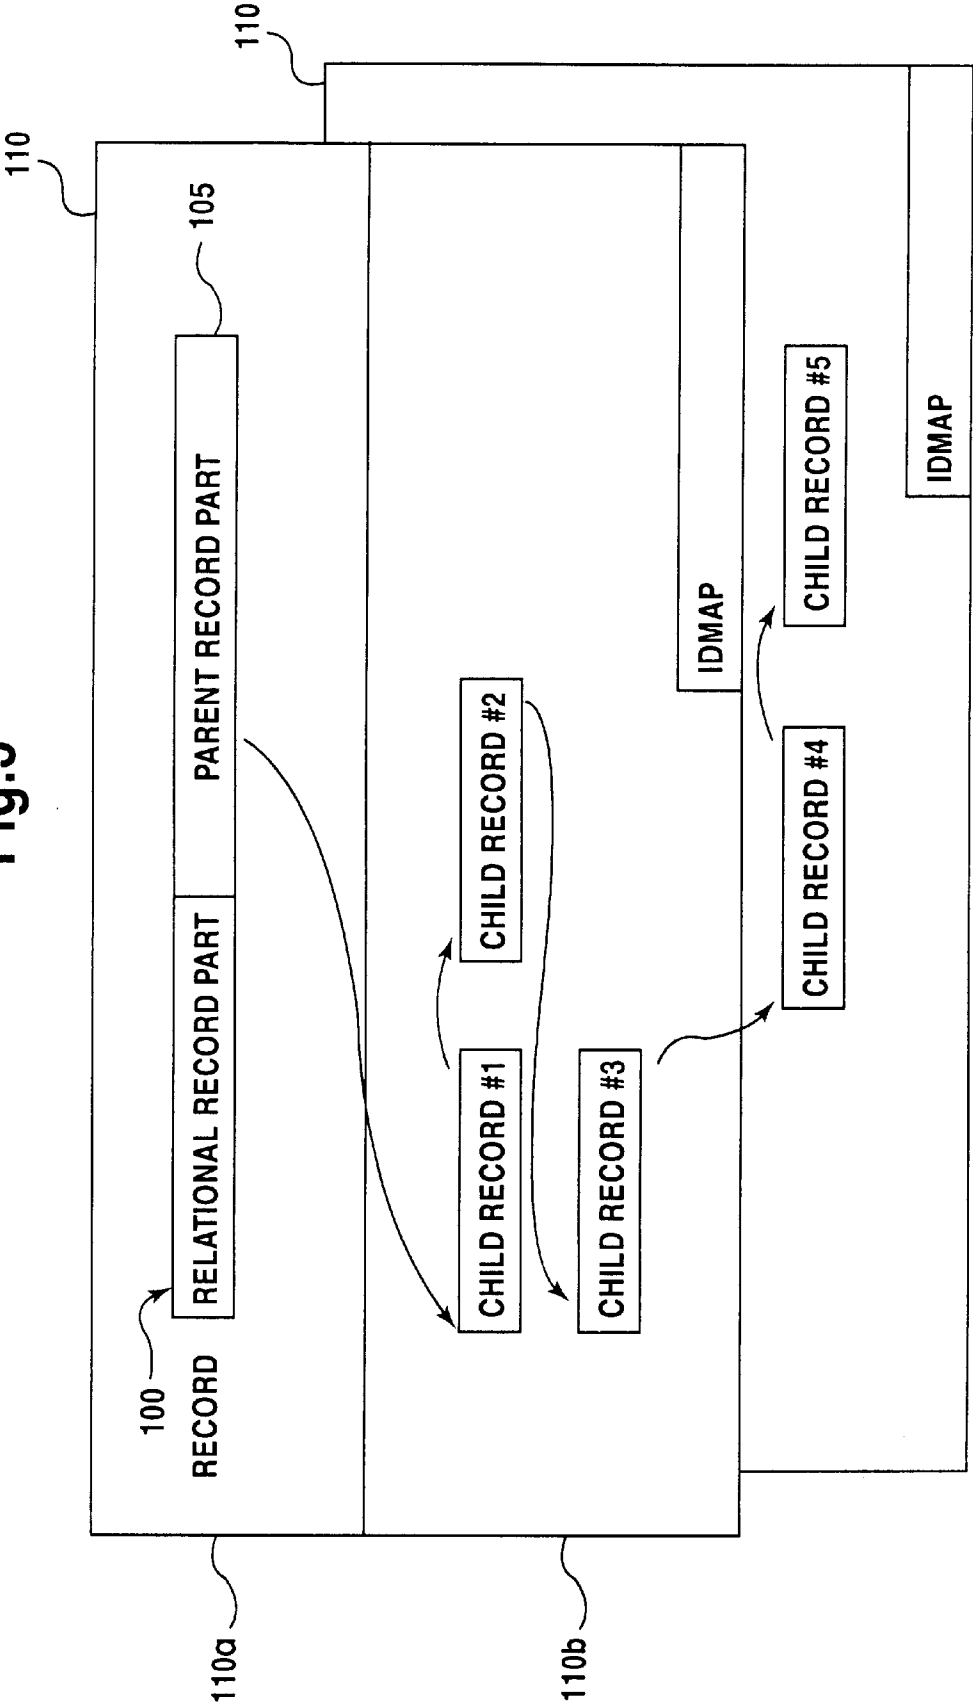 Fig.
110
100
105
110a
RECORD
RELATIONAL RECORD PART
PARENT RECORD PART
110
CHILD RECORD #1
CHILD RECORD #2
110b
CHILD RECORD #3
IDMAP
CHILD RECORD #4
CHILD RECORD #5
IDMAP